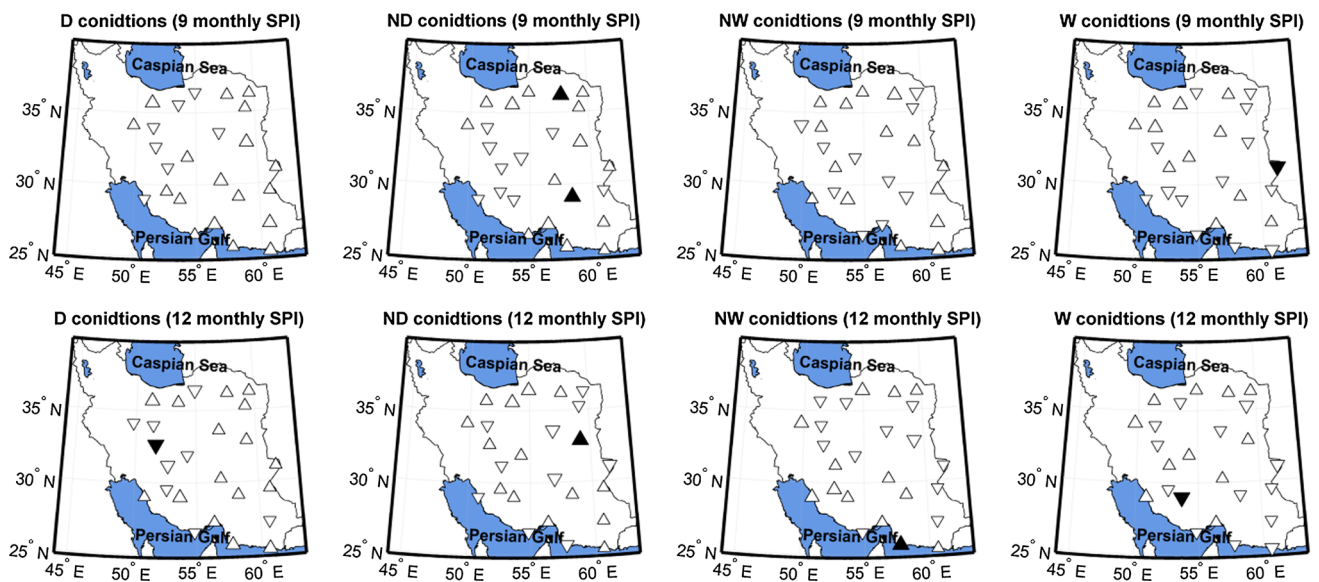 D conidtions (9 monthly SPI) ND conidtions (9 monthly SPI) NW conidtions (9 monthly SPI) W conidtions (9 monthly SPI)
Caspian Sea Caspian Sea Caspian Sea Caspian Sea
35° N 35° N 35° N 35° N
30° N 30° N 30° N 30° N
Persian Gulf Persian Gulf Persian Gulf Persian Gulf
25° N 25° N 25° N 25° N
45° E 50° E 55° E 60° E 45° E 50° E 55° E 60° E 45° E 50° E 55° E 60° E 45° E 50° E 55° E 60° E
D conidtions (12 monthly SPI) ND conidtions (12 monthly SPI) NW conidtions (12 monthly SPI) W conidtions (12 monthly SPI)
Caspian Sea Caspian Sea Caspian Sea Caspian Sea
35° N 35° N 35° N 35° N
30° N 30° N 30° N 30° N
Persian Gulf Persian Gulf Persian Gulf Persian Gulf
25° N 25° N 25° N 25° N
45° E 50° E 55° E 60° E 45° E 50° E 55° E 60° E 45° E 50° E 55° E 60° E 45° E 50° E 55° E 60° E